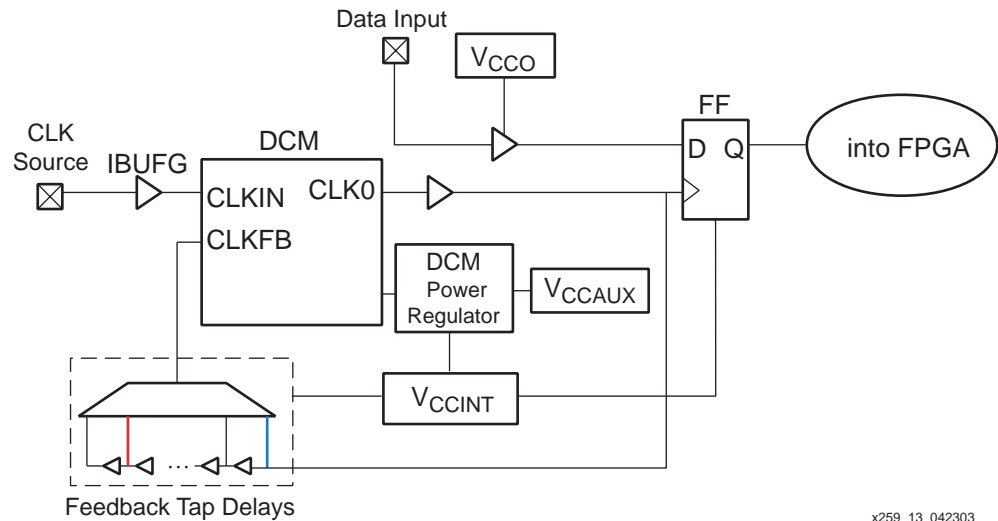 Data Input
VCCO
FF
CLK
Source
IBUFG
DCM
D Q
into FPGA
CLKIN
CLK0
CLKFB
DCM
Power
Regulator
VCCAUX
VCCINT
...
Feedback Tap Delays
x259_13_042303